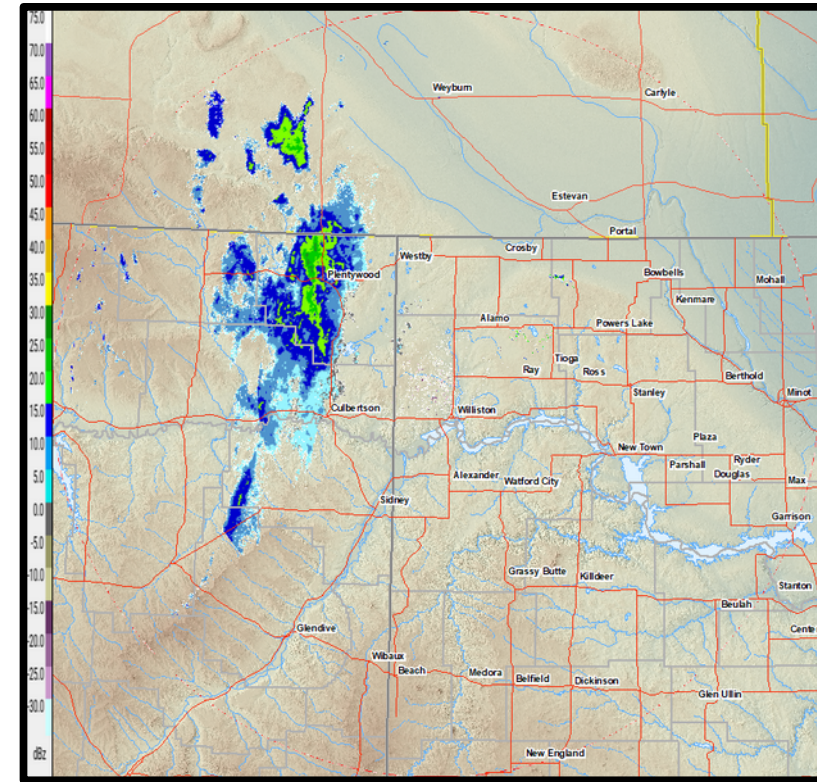 75.0
70.0
65.0
60.0
55.0
50.0
45.0
40.0
35.0
30.0
25.0
20.0
15.0
10.0
5.0
0.0
-5.0
-10.0
-15.0
-20.0
-25.0
-30.0
dBz
Weyburn
Carlyle
Estevan
Portal
Crosby
Westby
Plentywood
Bowbells
Mohall
Kenmare
Alamo
Powers Lake
Tioga
Ray
Ross
Berthold
Stanley
Minot
Culbertson
Williston
Plaza
New Town
Ryder
Parshall
Douglas
Alexander
Watford City
Max
Sidney
Garrison
Grassy Butte
Killdeer
Stanton
Beulah
Glendive
Cente
Wibaux
Beach
Medora
Belfield
Dickinson
Glen Ullin
New England